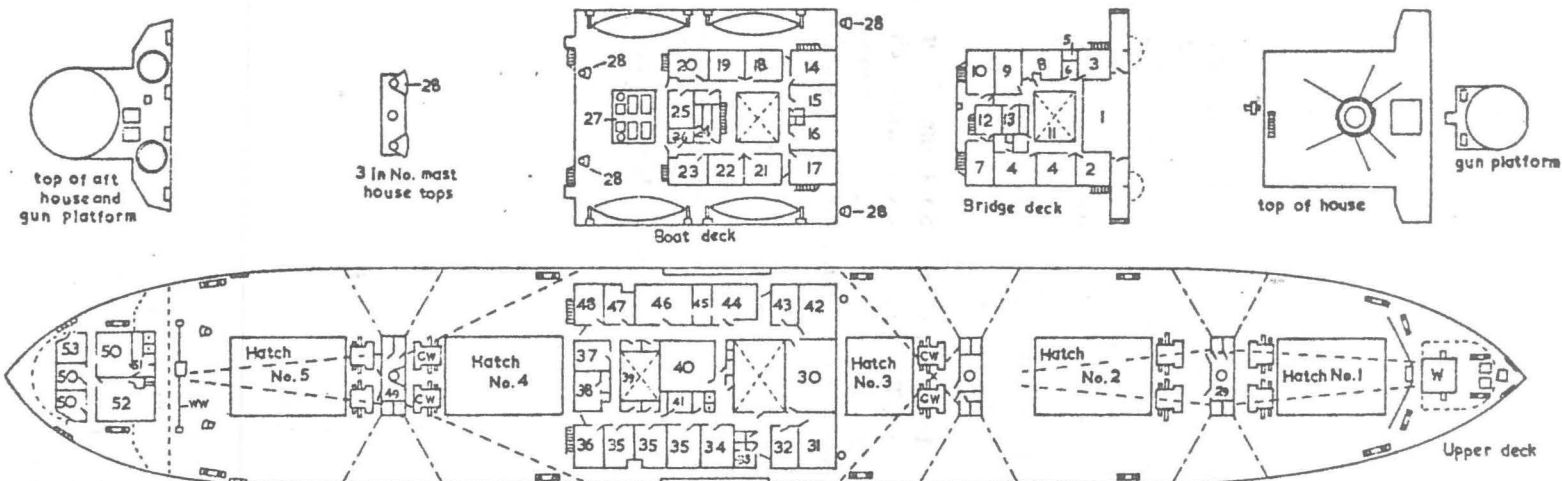 top of aft
house and
gun platform
28
3 in No. mast
house tops
28
28
28
28
27
20 19 18 14
25 15
24 16
23 22 21 17
Boat deck
5
10 9 8 6 3
12 13 11 1
7 4 4 2
Bridge deck
top of house
gun platform
53 50
50
50 52
WW
Hatch
No.5
49
CW
CW
Hatch
No.4
48 47 46 45 44 43 42
37 39 40 30
38 41
36 35 35 35 34 33 32 31
Hatch
No.3
CW
CW
Hatch
No.2
29
Hatch No.1
W
Upper deck